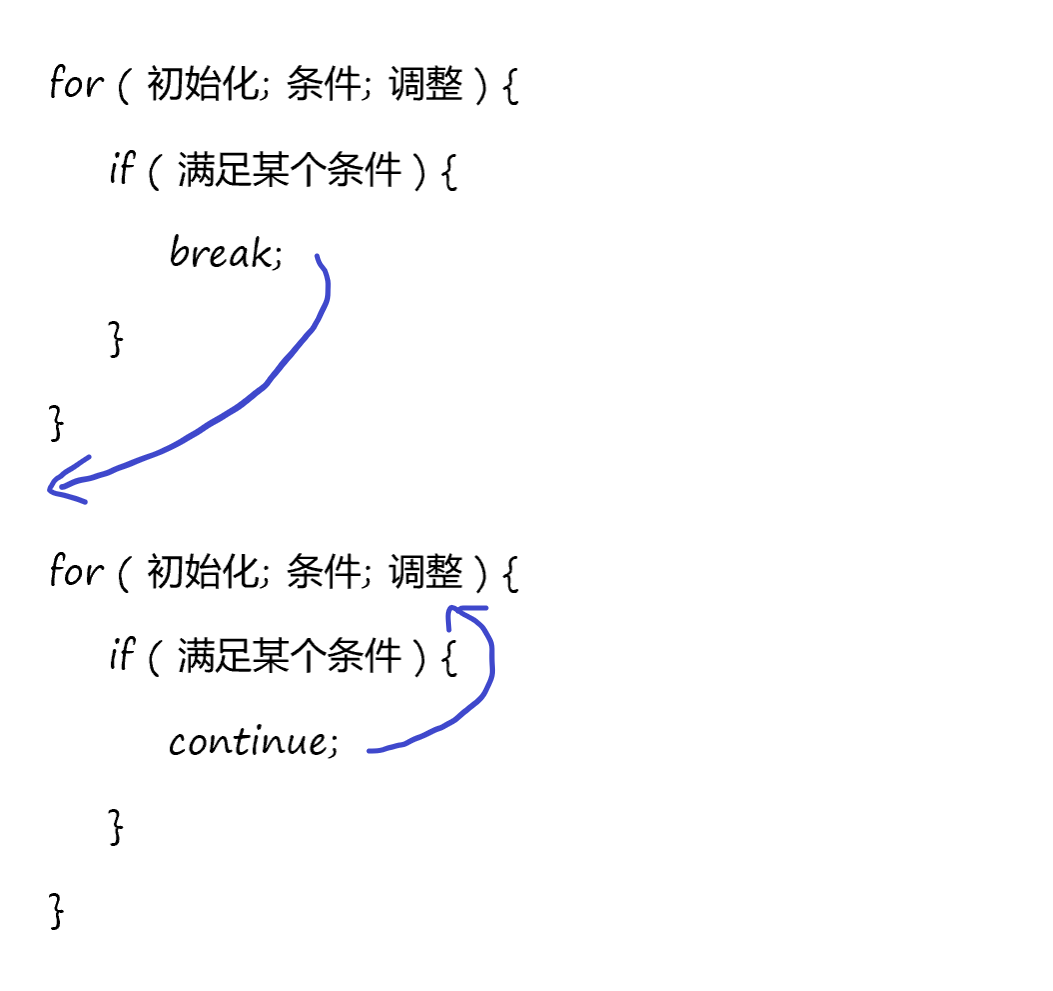 for ( 初始化; 条件; 调整 ) {
if ( 满足某个条件 ) {
break;
}
}
for ( 初始化; 条件; 调整 ) {
if ( 满足某个条件 ) {
continue;
}
}